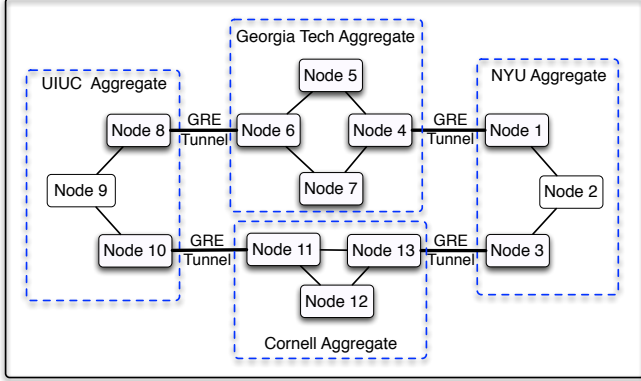 Georgia Tech Aggregate
UIUC Aggregate
NYU Aggregate
Node 5
Node 8
GRE
Tunnel
Node 6
Node 4
GRE
Tunnel
Node 1
Node 9
Node 7
Node 2
Node 10
GRE
Tunnel
Node 11
Node 13
GRE
Tunnel
Node 3
Node 12
Cornell Aggregate